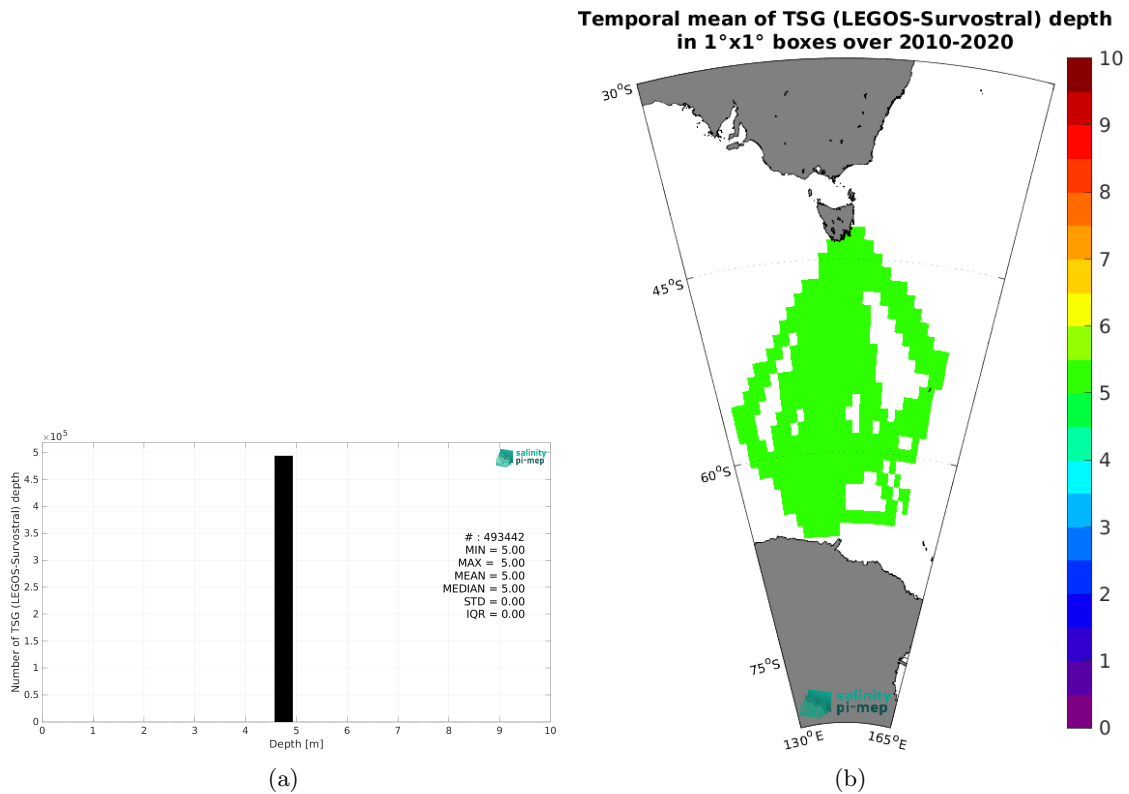 ×10⁵
5
4.5
4
3.5
3
2.5
2
1.5
1
0.5
0
Number of TSG (LEGOS-Survostral) depth
salinity
pi-mep
# : 493442
MIN = 5.00
MAX = 5.00
MEAN = 5.00
MEDIAN = 5.00
STD = 0.00
IQR = 0.00
0 1 2 3 4 5 6 7 8 9 10
Depth [m]
(a)
Temporal mean of TSG (LEGOS-Survostral) depth
in 1°x1° boxes over 2010-2020
30°S
45°S
60°S
75°S
salinity
pi-mep
130°E 165°E
10
9
8
7
6
5
4
3
2
1
0
(b)